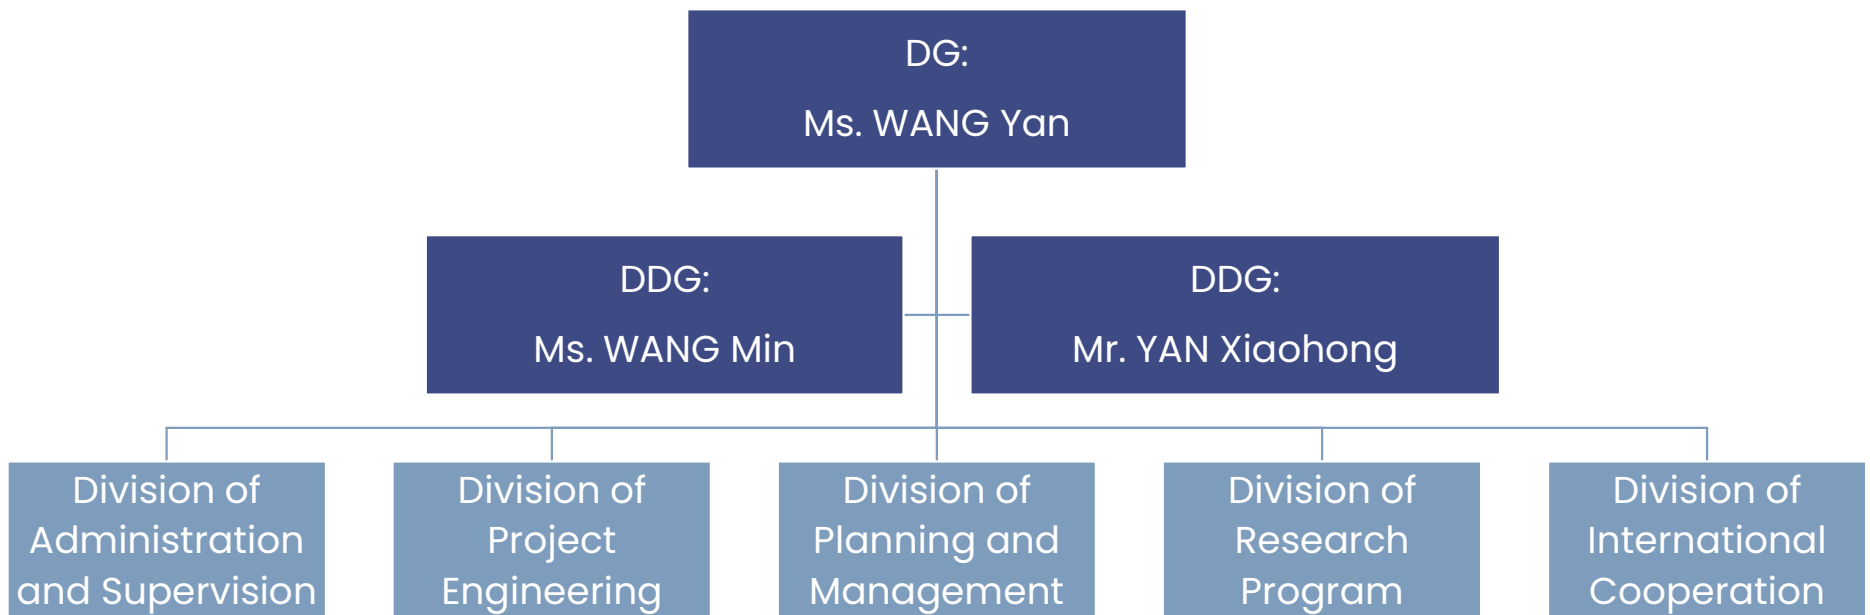 DG:
Ms. WANG Yan
DDG:
Ms. WANG Min
DDG:
Mr. YAN Xiaohong
Division of
Administration
and Supervision
Division of
Project
Engineering
Division of
Planning and
Management
Division of
Research
Program
Division of
International
Cooperation